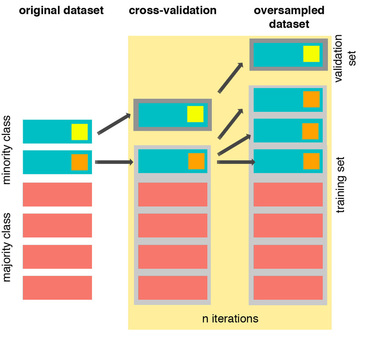 original dataset
cross-validation
oversampled
dataset
validation
set
minority class
training set
majority class
n iterations